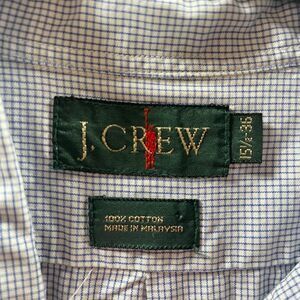 J. CREW
15½-36
100% COTTON
MADE IN MALAYSIA